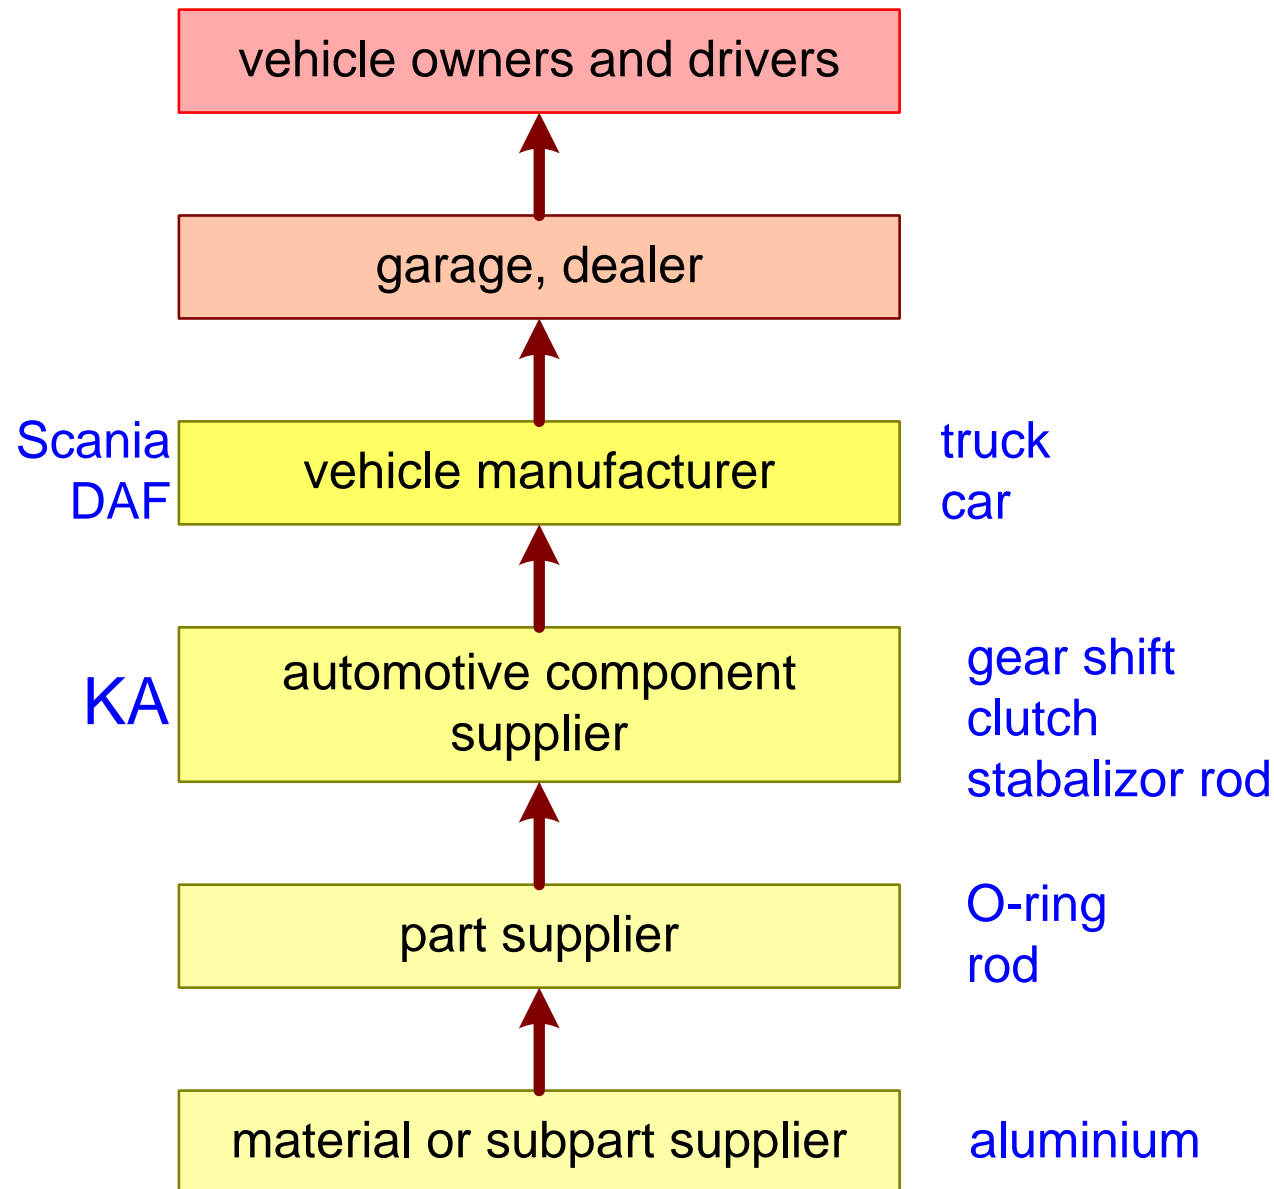 vehicle owners and drivers
garage, dealer
Scania
DAF
vehicle manufacturer
truck
car
KA
automotive component
supplier
gear shift
clutch
stabalizor rod
part supplier
O-ring
rod
material or subpart supplier
aluminium